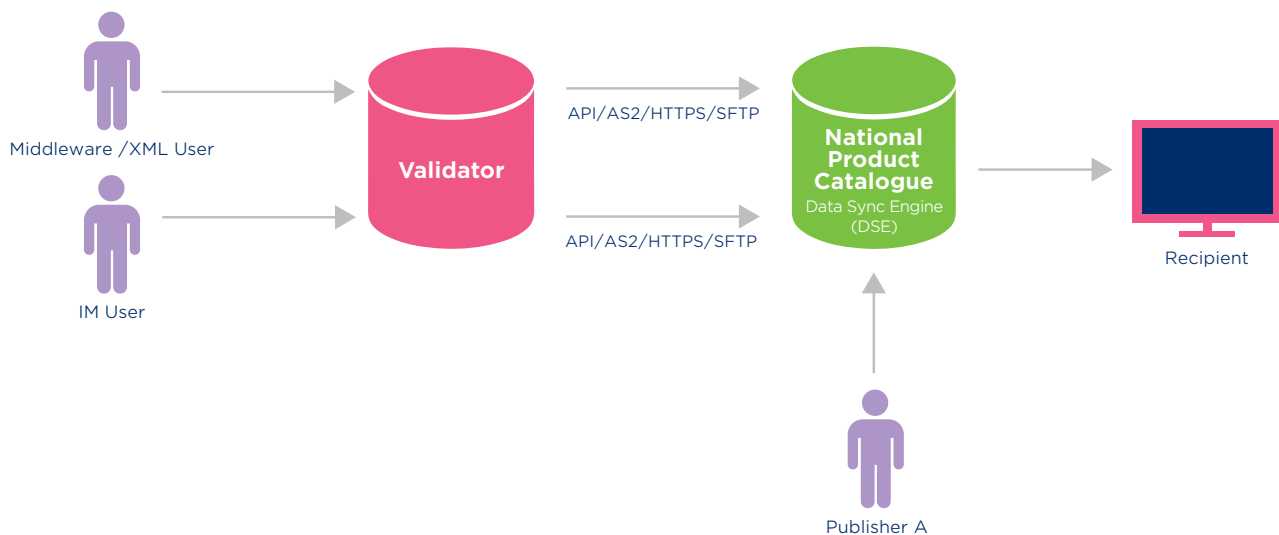 API/AS2/HTTPS/SFTP
Middleware /XML User
Validator
National
Product
Catalogue
Data Sync Engine
(DSE)
API/AS2/HTTPS/SFTP
Recipient
IM User
Publisher A